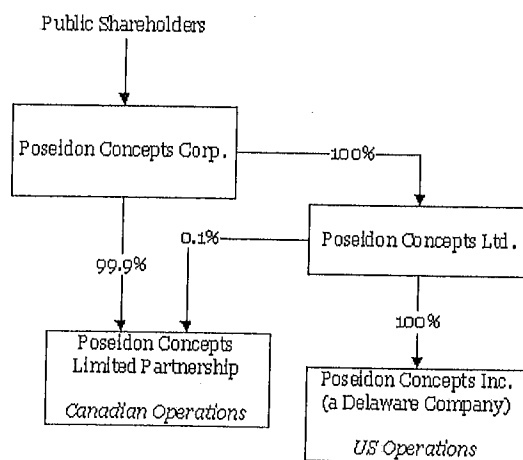 Public Shareholders
Poseidon Concepts Corp.
100%
0.1%
Poseidon Concepts Ltd.
99.9%
100%
Poseidon Concepts
Limited Partnership
Canadian Operations
Poseidon Concepts Inc.
(a Delaware Company)
US Operations